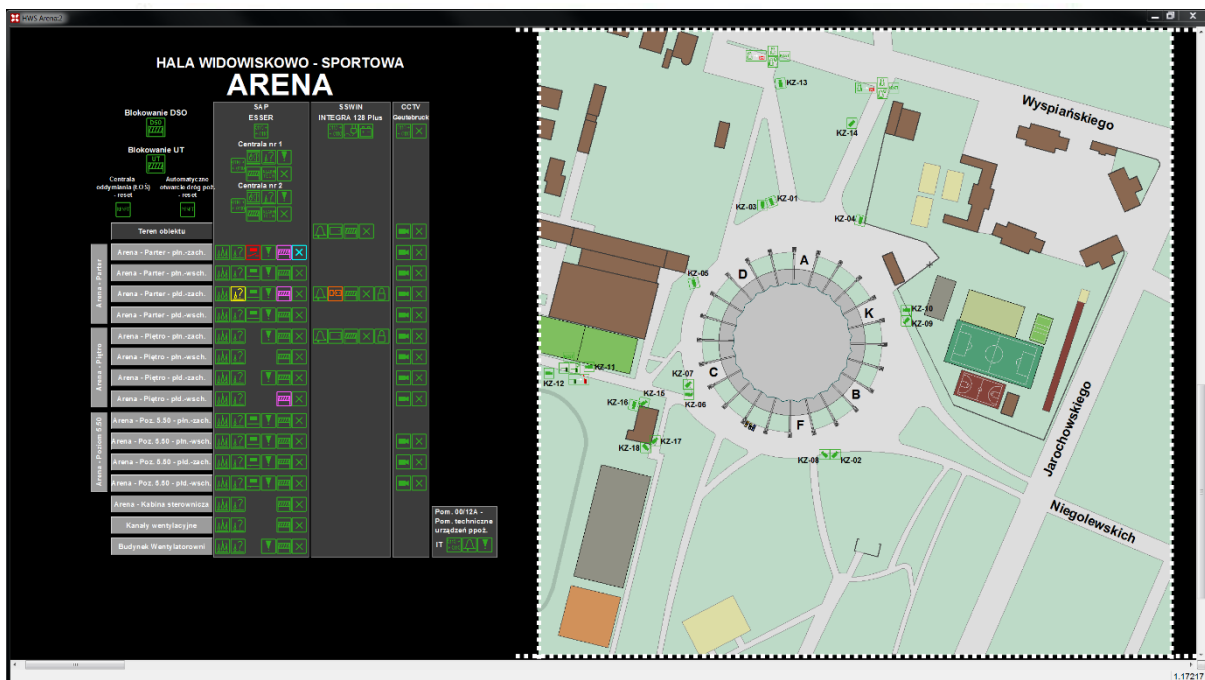 HWS Arena.2
HALA WIDOWISKOWO - SPORTOWA
ARENA
SAP
ESSER
SSWIN
INTEGRA 128 Plus
CCTV
Geutebruck
Blokowanie DSO
DSO
Blokowanie UT
UT
Centrala nr 1
Centrala nr 2
Centrala
oddymiania (ŁOS)
- reset
Automatyczne
otwarcie dróg poż.
- reset
Teren obiektu
Arena - Parter
Arena - Parter - płn.-zach.
Arena - Parter - płn.-wsch.
Arena - Parter - płd.-zach.
Arena - Parter - płd.-wsch.
Arena - Piętro
Arena - Piętro - płn.-zach.
Arena - Piętro - płn.-wsch.
Arena - Piętro - płd.-zach.
Arena - Piętro - płd.-wsch.
Arena - Poziom 5.50
Arena - Poz. 5.50 - płn.-zach.
Arena - Poz. 5.50 - płn.-wsch.
Arena - Poz. 5.50 - płd.-zach.
Arena - Poz. 5.50 - płd.-wsch.
Arena - Kabina sterownicza
Kanały wentylacyjne
Budynek Wentylatorowni
Pom. 00/12A -
Pom. techniczne
urządzeń ppoż.
IT
KZ-13
KZ-14
Wyspiańskiego
KZ-03
KZ-01
KZ-04
A
D
KZ-05
K
KZ-10
KZ-09
KZ-11
KZ-12
C
KZ-07
KZ-06
B
KZ-16
KZ-15
F
KZ-17
KZ-18
KZ-08
KZ-02
Jarochowskiego
Niegolewskich
1.17217